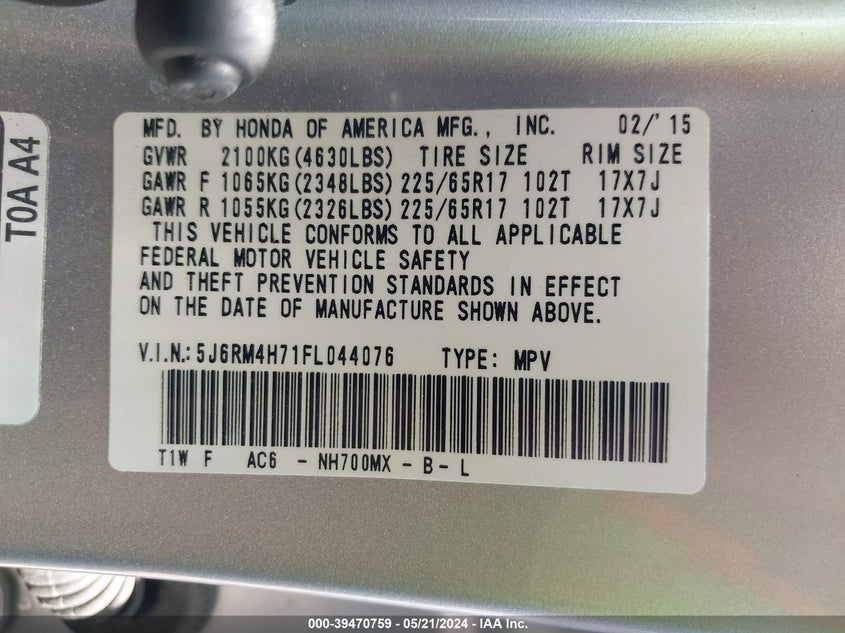 T0A A4
MFD. BY HONDA OF AMERICA MFG., INC. 02/'15
GVWR 2100KG(4630LBS) TIRE SIZE RIM SIZE
GAWR F 1065KG(2348LBS) 225/65R17 102T 17X7J
GAWR R 1055KG(2326LBS) 225/65R17 102T 17X7J
THIS VEHICLE CONFORMS TO ALL APPLICABLE
FEDERAL MOTOR VEHICLE SAFETY
AND THEFT PREVENTION STANDARDS IN EFFECT
ON THE DATE OF MANUFACTURE SHOWN ABOVE.
V.I.N.: 5J6RM4H71FL044076 TYPE: MPV
T1W F AC6 - NH700MX - B - L
000-39470759 - 05/21/2024 - IAA Inc.